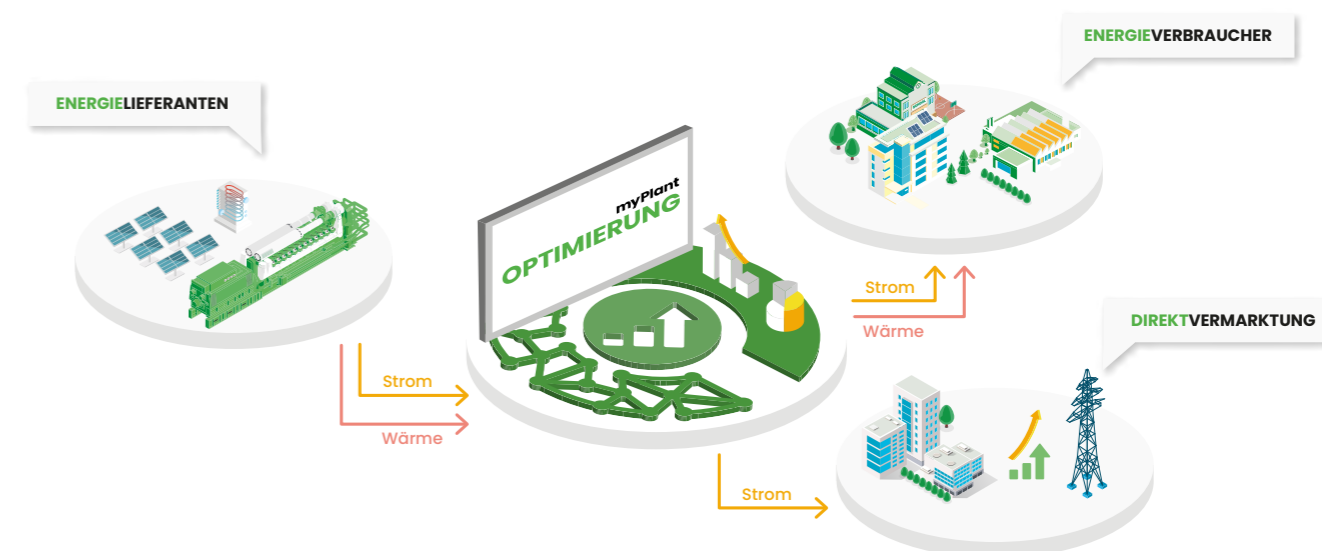 ENERGIEVERBRAUCHER
ENERGIELIEFERANTEN
myPlant
OPTIMIERUNG
Strom
Wärme
DIREKTVERMARKTUNG
Strom
Wärme
Strom